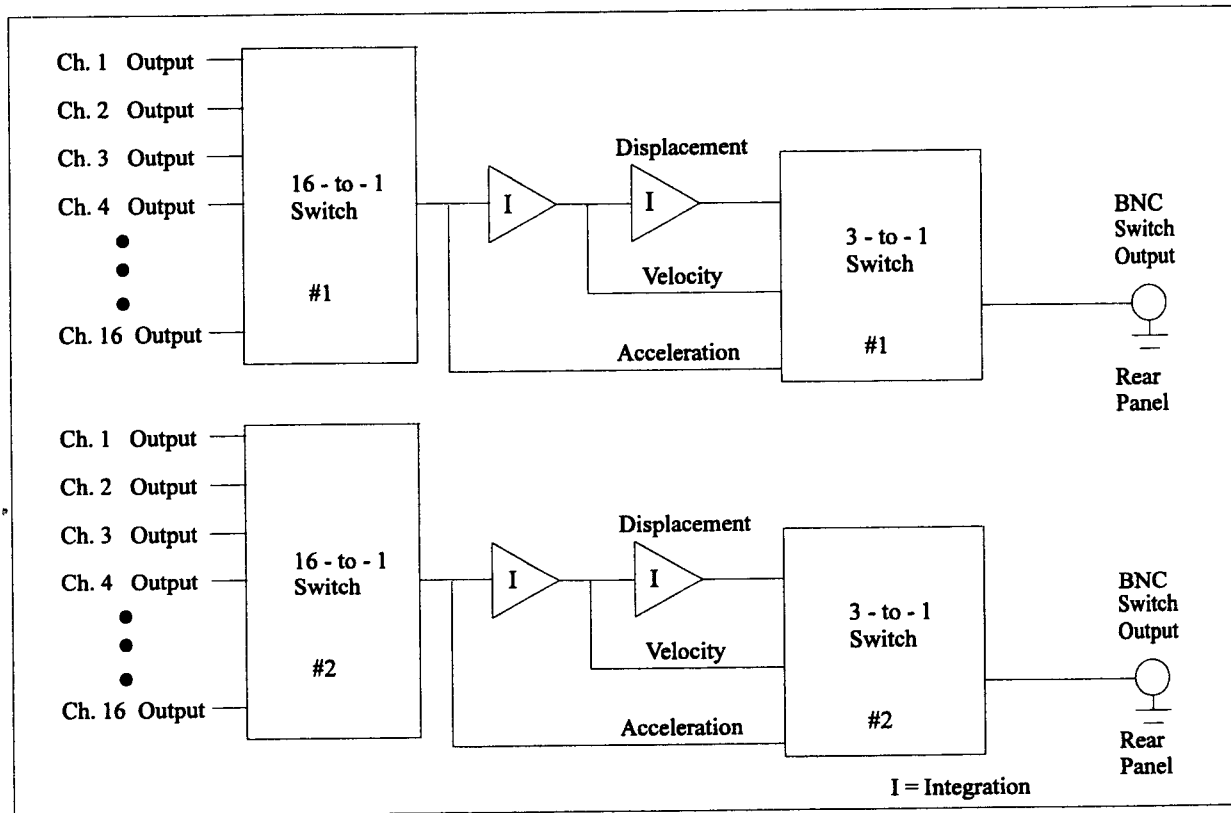 Ch. 1 Output
Ch. 2 Output
Ch. 3 Output
Ch. 4 Output
Ch. 16 Output
16 - to - 1
Switch
#1
I
I
Displacement
Velocity
Acceleration
3 - to - 1
Switch
#1
BNC
Switch
Output
Rear
Panel
Ch. 1 Output
Ch. 2 Output
Ch. 3 Output
Ch. 4 Output
Ch. 16 Output
16 - to - 1
Switch
#2
I
I
Displacement
Velocity
Acceleration
3 - to - 1
Switch
#2
BNC
Switch
Output
Rear
Panel
I = Integration